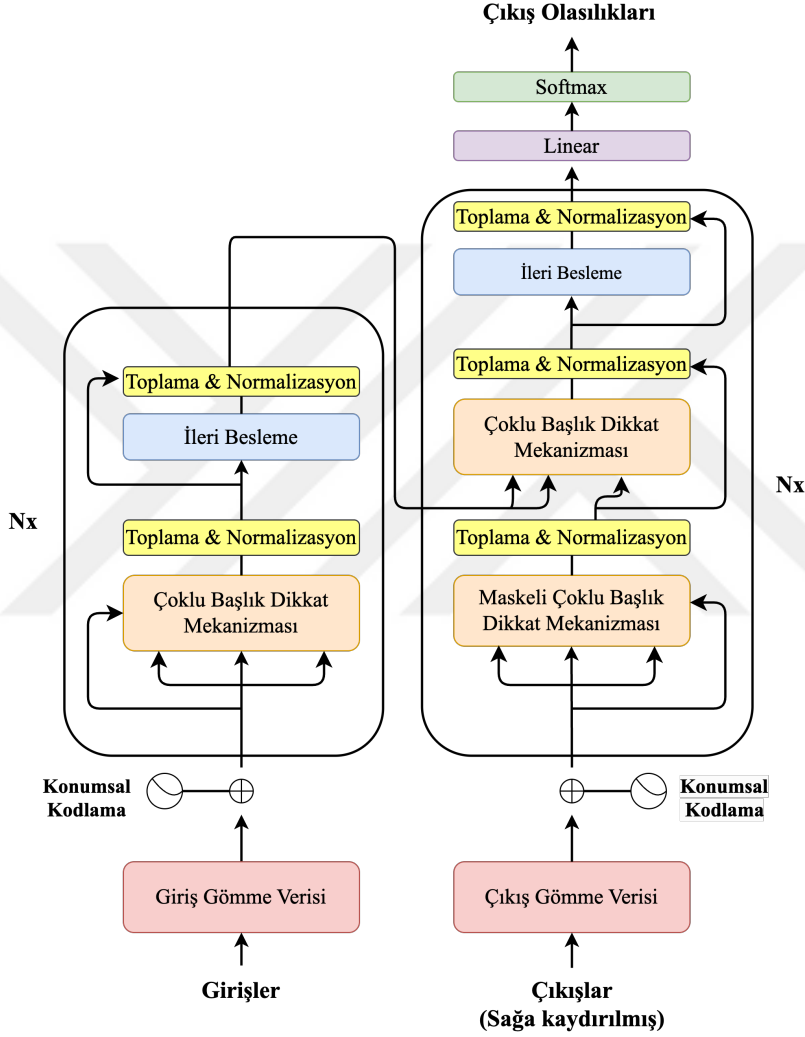 Çıkış Olasılıkları
Softmax
Linear
Toplama & Normalizasyon
İleri Besleme
Toplama & Normalizasyon
Çoklu Başlık Dikkat
Mekanizması
Toplama & Normalizasyon
Maskeli Çoklu Başlık
Dikkat Mekanizması
Nx
Konumsal
Kodlama
Çıkış Gömme Verisi
Çıkışlar
(Sağa kaydırılmış)
Toplama & Normalizasyon
İleri Besleme
Nx
Toplama & Normalizasyon
Çoklu Başlık Dikkat
Mekanizması
Konumsal
Kodlama
Giriş Gömme Verisi
Girişler